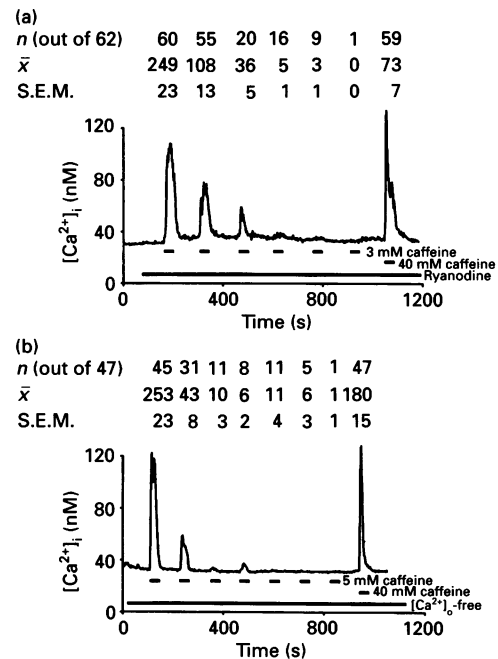 (a)
n (out of 62) 60 55 20 16 9 1 59
x̄ 249 108 36 5 3 0 73
S.E.M. 23 13 5 1 1 0 7
120
80
40
0
[Ca²⁺]ᵢ (nM)
3 mM caffeine
40 mM caffeine
Ryanodine
0 400 800 1200
Time (s)
(b)
n (out of 47) 45 31 11 8 11 5 1 47
x̄ 253 43 10 6 11 6 1 180
S.E.M. 23 8 3 2 4 3 1 15
120
80
40
0
[Ca²⁺]ᵢ (nM)
5 mM caffeine
40 mM caffeine
[Ca²⁺]ₒ-free
0 400 800 1200
Time (s)